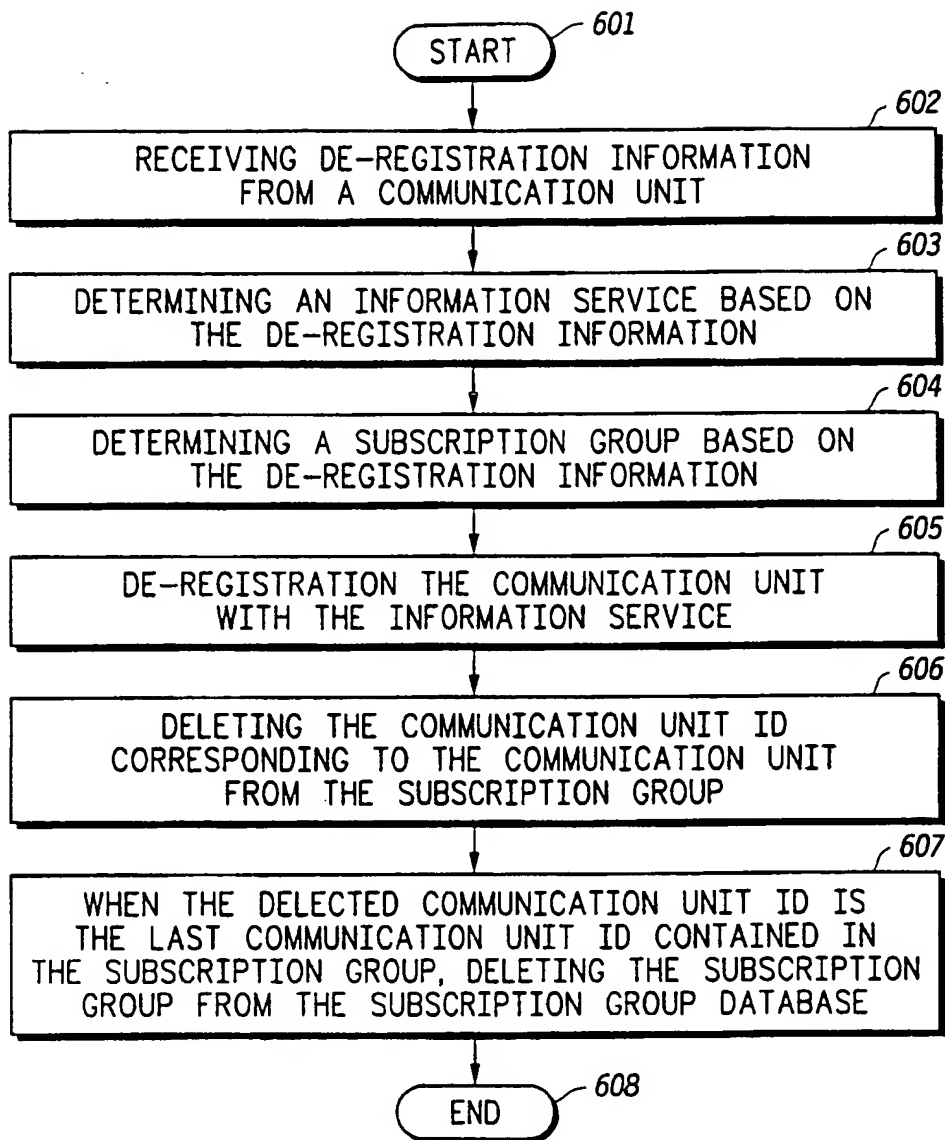 601
START
602
RECEIVING DE-REGISTRATION INFORMATION
FROM A COMMUNICATION UNIT
603
DETERMINING AN INFORMATION SERVICE BASED ON
THE DE-REGISTRATION INFORMATION
604
DETERMINING A SUBSCRIPTION GROUP BASED ON
THE DE-REGISTRATION INFORMATION
605
DE-REGISTRATION THE COMMUNICATION UNIT
WITH THE INFORMATION SERVICE
606
DELETING THE COMMUNICATION UNIT ID
CORRESPONDING TO THE COMMUNICATION UNIT
FROM THE SUBSCRIPTION GROUP
607
WHEN THE DELECTED COMMUNICATION UNIT ID IS
THE LAST COMMUNICATION UNIT ID CONTAINED IN
THE SUBSCRIPTION GROUP, DELETING THE SUBSCRIPTION
GROUP FROM THE SUBSCRIPTION GROUP DATABASE
608
END